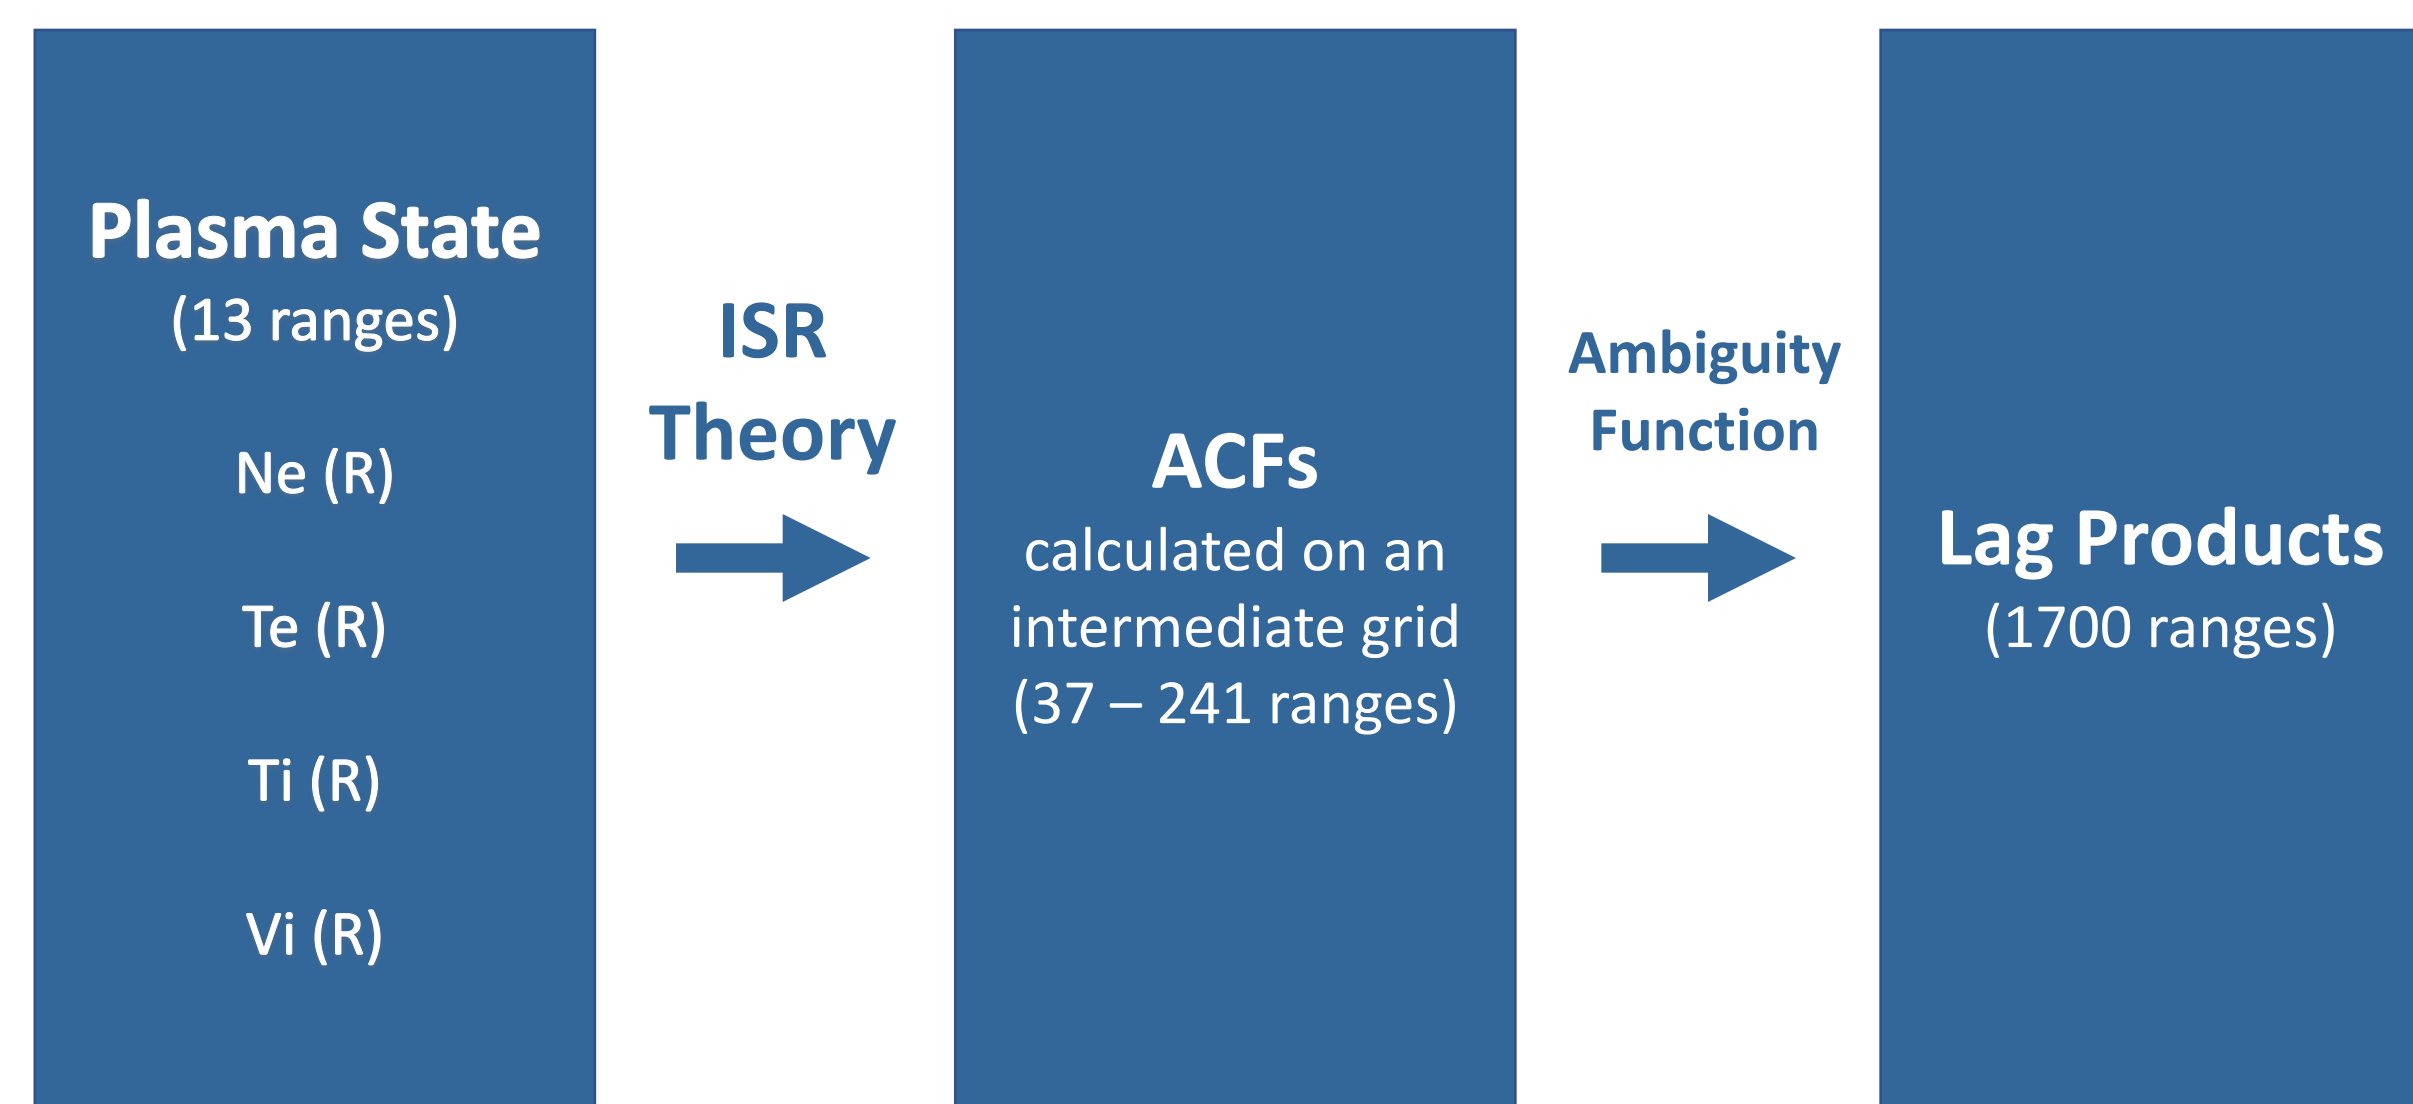 Plasma State
(13 ranges)
Ne (R)
Te (R)
Ti (R)
Vi (R)
ISR
Theory
ACFs
calculated on an
intermediate grid
(37 – 241 ranges)
Ambiguity
Function
Lag Products
(1700 ranges)